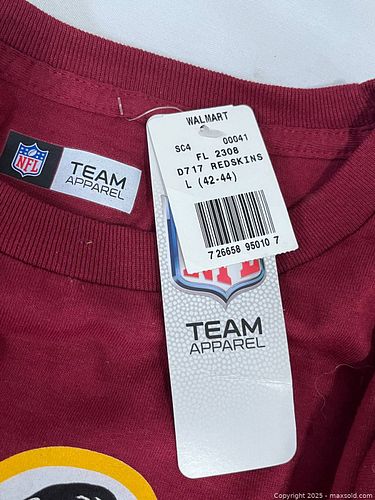 WALMART
SC4 00041
FL 2308
D717 REDSKINS
L (42-44)
7 26658 95010 7
NFL
TEAM
APPAREL
NFL
TEAM
APPAREL
Copyright 2025 - maxsold.com